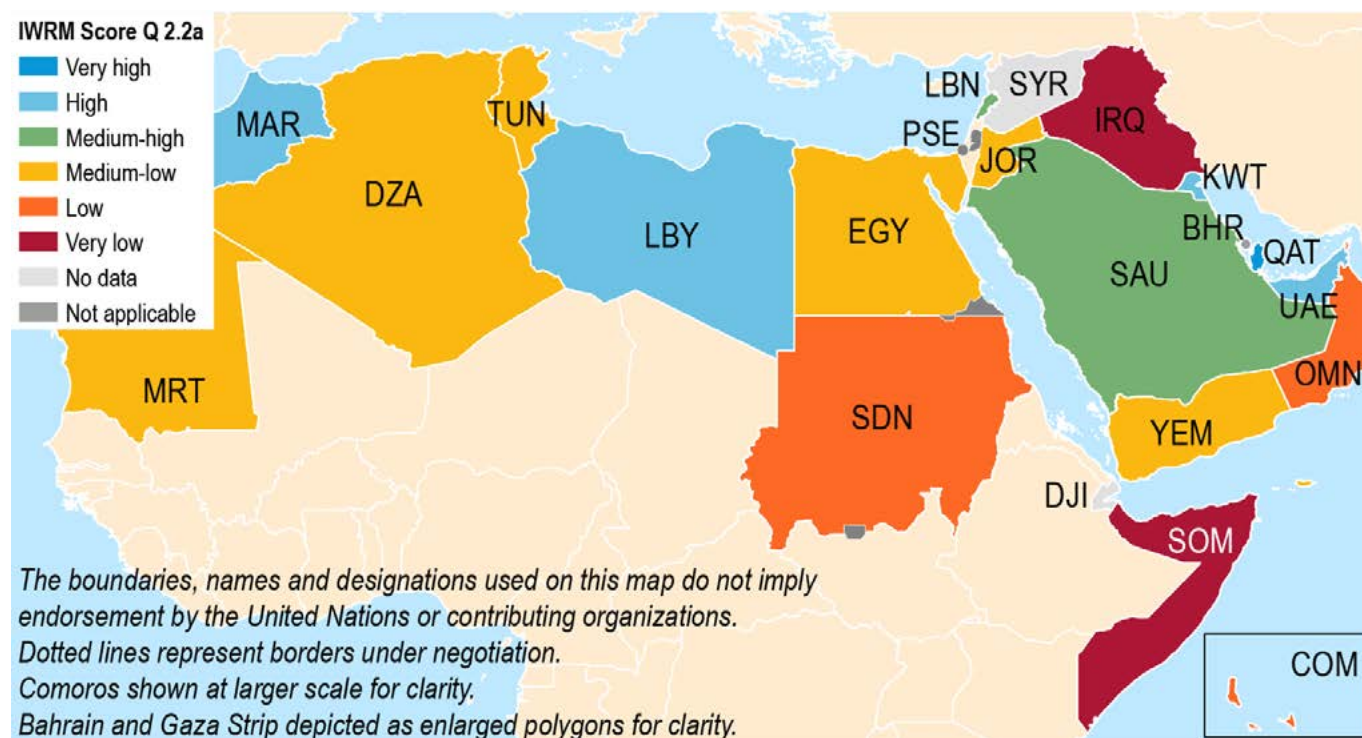 IWRM Score Q 2.2a
Very high
High
Medium-high
Medium-low
Low
Very low
No data
Not applicable
MAR
DZA
TUN
LBY
EGY
LBN
SYR
PSE
JOR
IRQ
KWT
BHR
QAT
SAU
UAE
OMN
MRT
SDN
YEM
DJI
SOM
COM
The boundaries, names and designations used on this map do not imply
endorsement by the United Nations or contributing organizations.
Dotted lines represent borders under negotiation.
Comoros shown at larger scale for clarity.
Bahrain and Gaza Strip depicted as enlarged polygons for clarity.